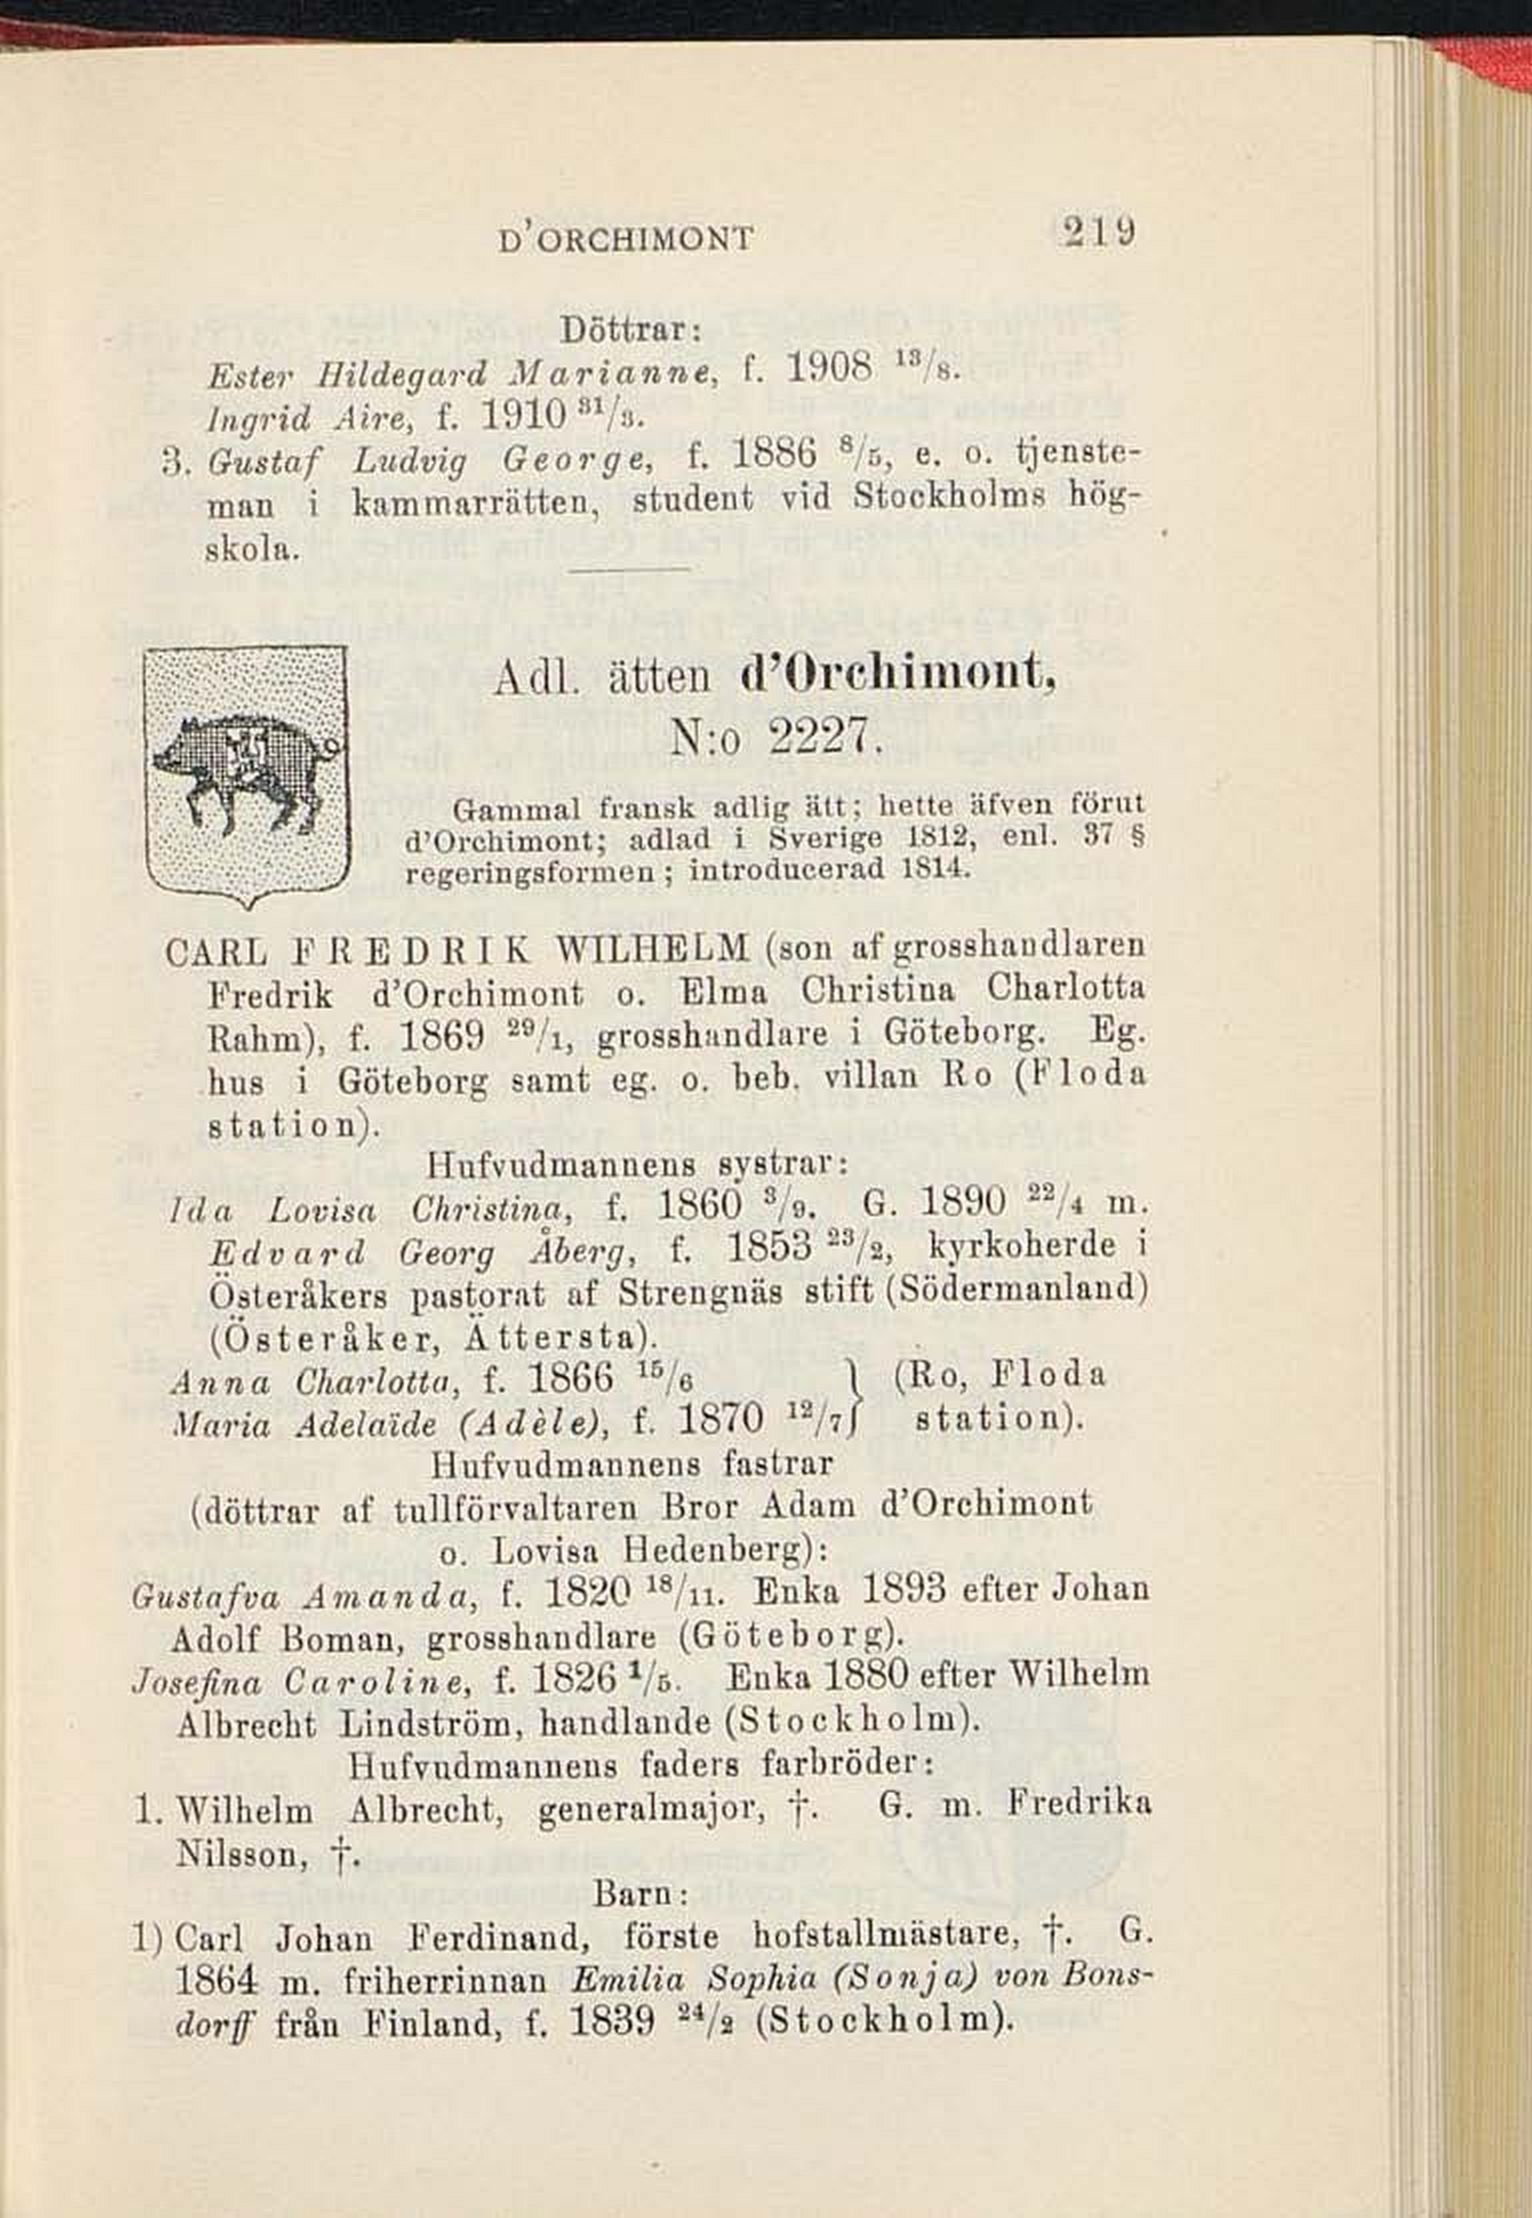 D'ORCHIMONT 219
Döttrar:
Ester Hildegard Marianne, f. 1908 13/8.
Ingrid Aire, f. 1910 31/3.
3. Gustaf Ludvig George, f. 1886 8/5, e. o. tjenste-
man i kammarrätten, student vid Stockholms hög-
skola.
Adl. ätten d'Orchimont,
N:o 2227.
Gammal fransk adlig ätt; hette äfven förut
d'Orchimont; adlad i Sverige 1812, enl. 37 §
regeringsformen; introducerad 1814.
CARL FREDRIK WILHELM (son af grosshandlaren
Fredrik d'Orchimont o. Elma Christina Charlotta
Rahm), f. 1869 29/1, grosshandlare i Göteborg. Eg.
hus i Göteborg samt eg. o. beb. villan Ro (Floda
station).
Hufvudmannens systrar:
Ida Lovisa Christina, f. 1860 3/9. G. 1890 22/4 m.
Edvard Georg Åberg, f. 1853 23/2, kyrkoherde i
Österåkers pastorat af Strengnäs stift (Södermanland)
(Österåker, Ättersta).
Anna Charlotta, f. 1866 15/6 } (Ro, Floda
Maria Adelaïde (Adèle), f. 1870 12/7 } station).
Hufvudmannens fastrar
(döttrar af tullförvaltaren Bror Adam d'Orchimont
o. Lovisa Hedenberg):
Gustafva Amanda, f. 1820 18/11. Enka 1893 efter Johan
Adolf Boman, grosshandlare (Göteborg).
Josefina Caroline, f. 1826 1/5. Enka 1880 efter Wilhelm
Albrecht Lindström, handlande (Stockholm).
Hufvudmannens faders farbröder:
1. Wilhelm Albrecht, generalmajor, †. G. m. Fredrika
Nilsson, †.
Barn:
1) Carl Johan Ferdinand, förste hofstallmästare, †. G.
1864 m. friherrinnan Emilia Sophia (Sonja) von Bons-
dorff från Finland, f. 1839 24/2 (Stockholm).